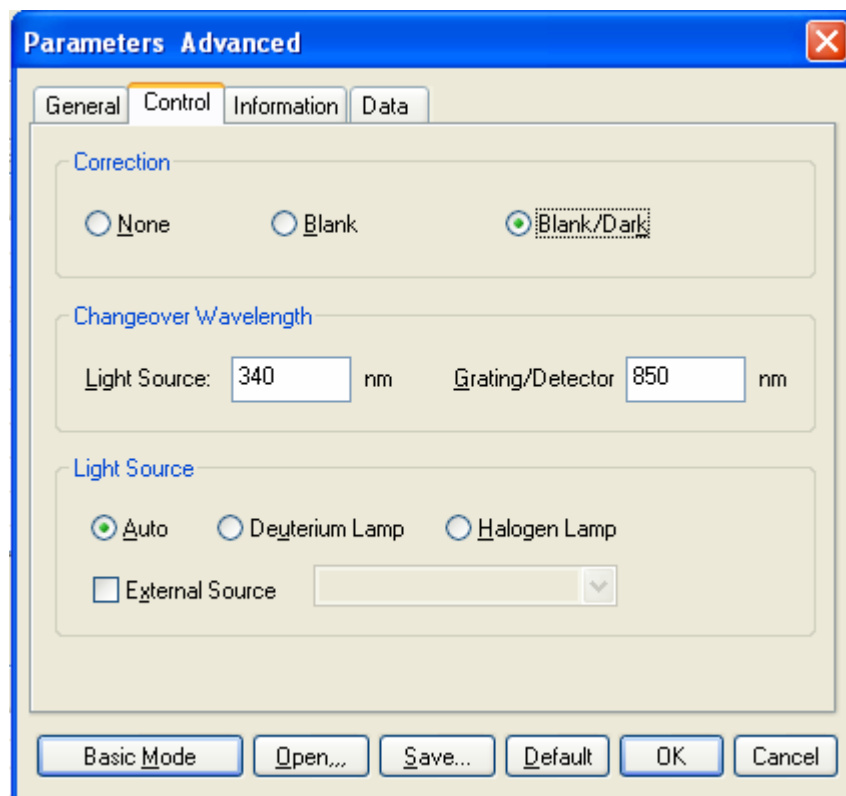 Parameters Advanced
General Control Information Data
Correction
None Blank Blank/Dark
Changeover Wavelength
Light Source: 340 nm Grating/Detector 850 nm
Light Source
Auto Deuterium Lamp Halogen Lamp
External Source
Basic Mode Open,,, Save... Default OK Cancel